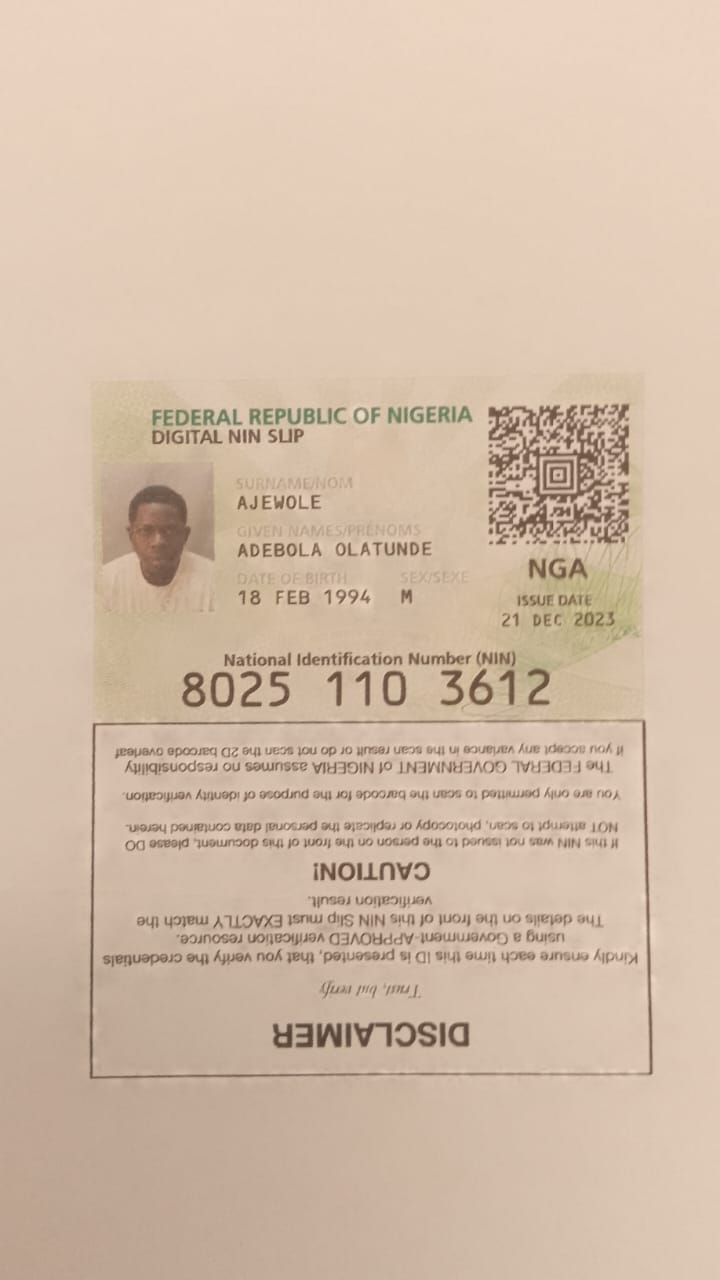 FEDERAL REPUBLIC OF NIGERIA
DIGITAL NIN SLIP
SURNAME/NOM
AJEWOLE
GIVEN NAMES/PRÉNOMS
ADEBOLA OLATUNDE
DATE OF BIRTH SEX/SEXE
18 FEB 1994 M
NGA
ISSUE DATE
21 DEC 2023
National Identification Number (NIN)
8025 110 3612
DISCLAIMER
Trust, but verify
Kindly ensure each time this ID is presented, that you verify the credentials
using a Government-APPROVED verification resource.
The details on the front of this NIN Slip must EXACTLY match the
verification result.
CAUTION!
If this NIN was not issued to the person on the front of this document, please DO
NOT attempt to scan, photocopy or replicate the personal data contained herein.
You are only permitted to scan the barcode for the purpose of identity verification.
The FEDERAL GOVERNMENT of NIGERIA assumes no responsibility
if you accept any variance in the scan result or do not scan the 2D barcode overleaf